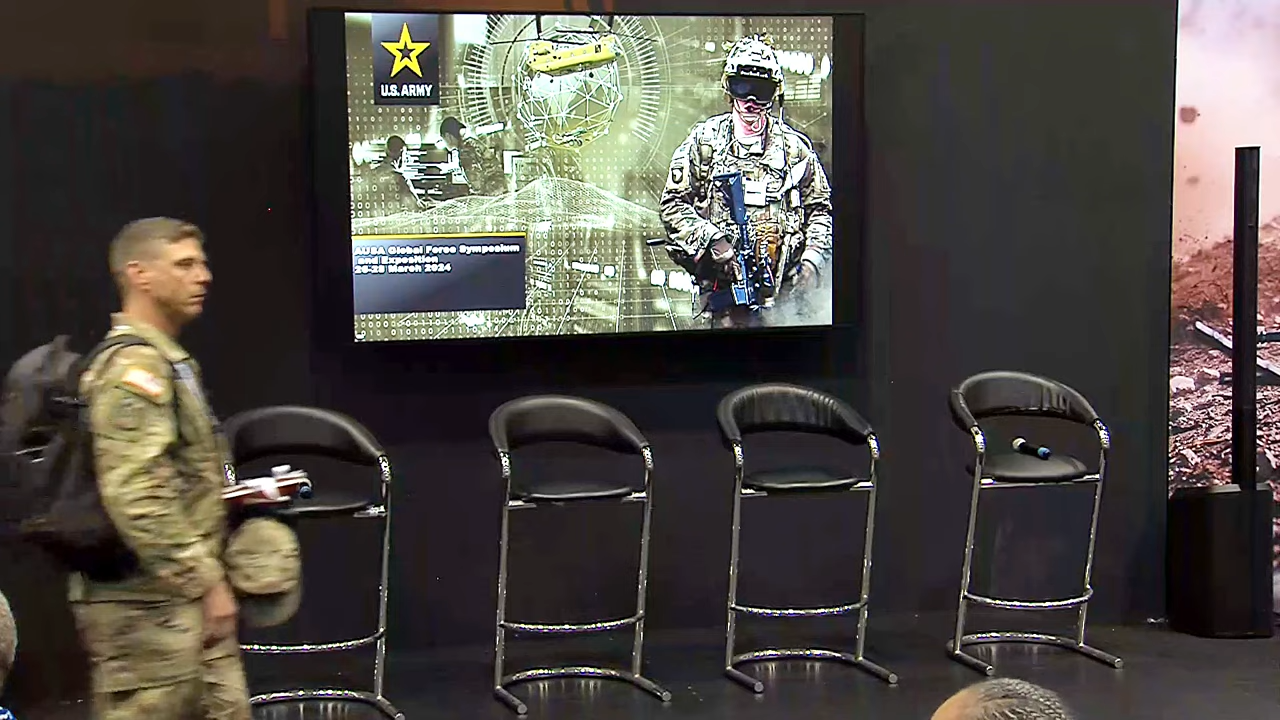 U.S. ARMY
AUSA Global Force Symposium
and Exposition
26-28 March 2024